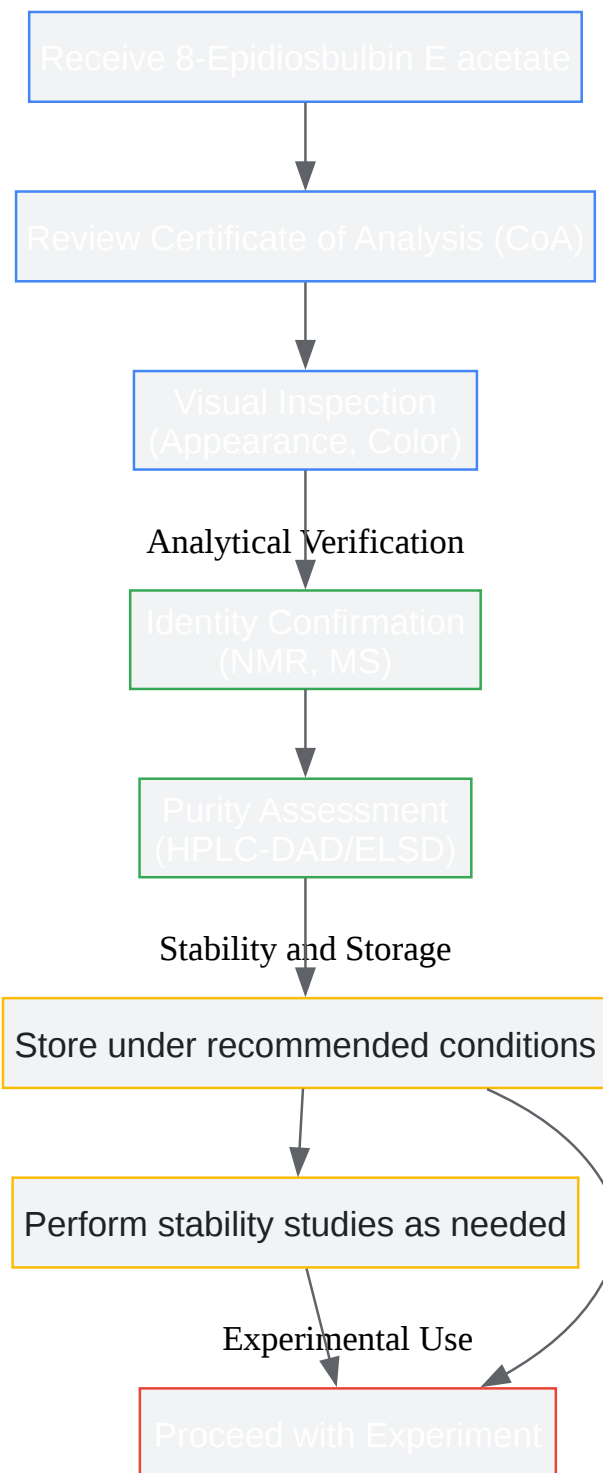 Receive 8-Epidiosbulbin E acetate
Review Certificate of Analysis (CoA)
Visual Inspection
(Appearance, Color)
Analytical Verification
Identity Confirmation
(NMR, MS)
Purity Assessment
(HPLC-DAD/ELSD)
Stability and Storage
Store under recommended conditions
Perform stability studies as needed
Experimental Use
Proceed with Experiment